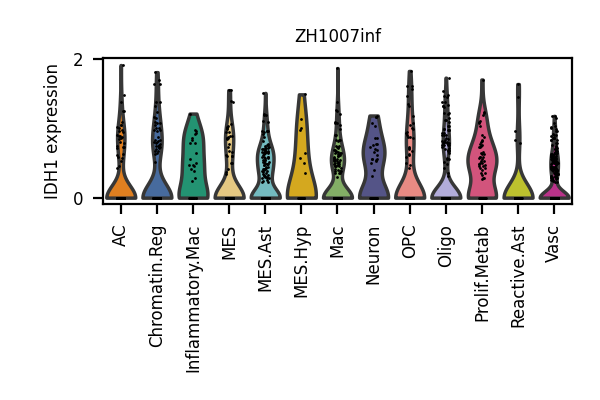 ZH1007inf
IDH1 expression
2
0
AC
Chromatin.Reg
Inflammatory.Mac
MES
MES.Ast
MES.Hyp
Mac
Neuron
OPC
Oligo
Prolif.Metab
Reactive.Ast
Vasc